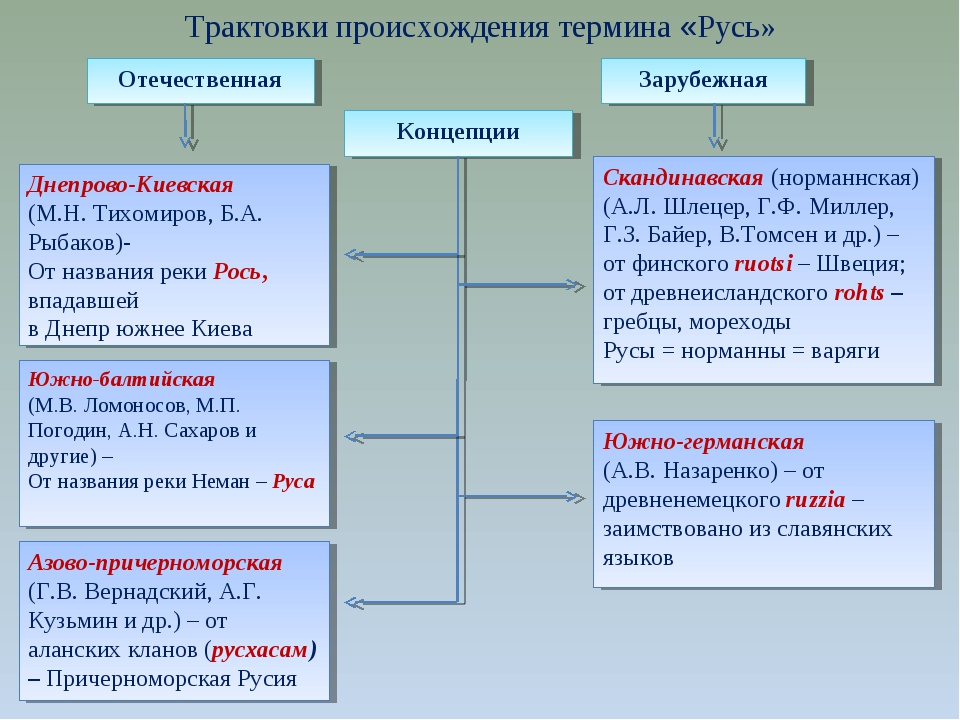 Трактовки происхождения термина «Русь»
Отечественная
Зарубежная
Концепции
Днепрово-Киевская
(М.Н. Тихомиров, Б.А.
Рыбаков)-
От названия реки Рось,
впадавшей
в Днепр южнее Киева
Южно-балтийская
(М.В. Ломоносов, М.П.
Погодин, А.Н. Сахаров и
другие) –
От названия реки Неман – Руса
Азово-причерноморская
(Г.В. Вернадский, А.Г.
Кузьмин и др.) – от
аланских кланов (русхасам)
– Причерноморская Русия
Скандинавская (норманнская)
(А.Л. Шлецер, Г.Ф. Миллер,
Г.З. Байер, В.Томсен и др.) –
от финского ruotsi – Швеция;
от древнеисландского rohts –
гребцы, мореходы
Русы = норманны = варяги
Южно-германская
(А.В. Назаренко) – от
древненемецкого ruzzia –
заимствовано из славянских
языков